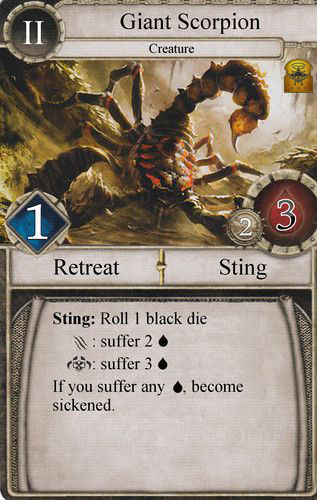 II
Giant Scorpion
Creature
1
2
3
Retreat
Sting
Sting: Roll 1 black die
: suffer 2
: suffer 3
If you suffer any , become
sickened.